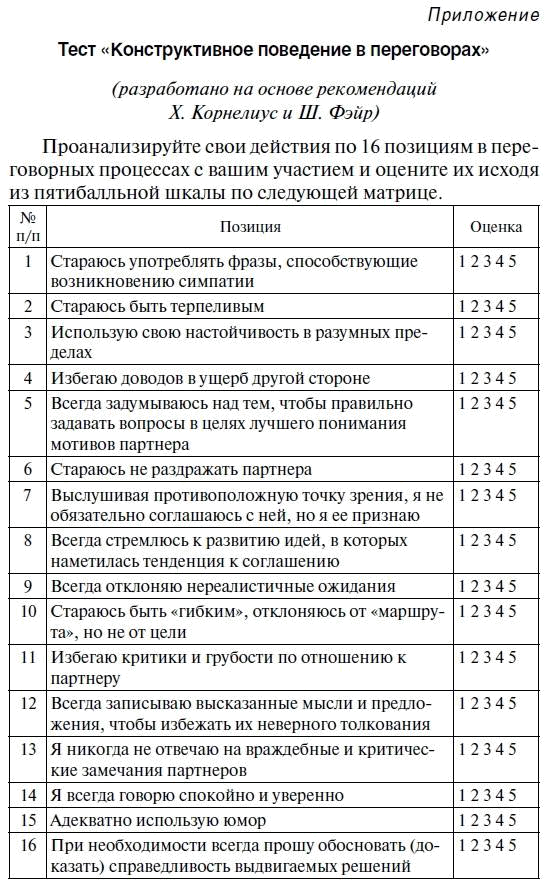 Приложение
Тест «Конструктивное поведение в переговорах»
(разработано на основе рекомендаций
Х. Корнелиус и Ш. Фэйр)
Проанализируйте свои действия по 16 позициям в пере-
говорных процессах с вашим участием и оцените их исходя
из пятибалльной шкалы по следующей матрице.
№ п/п Позиция Оценка
1 Стараюсь употреблять фразы, способствующие 1 2 3 4 5
возникновению симпатии
2 Стараюсь быть терпеливым 1 2 3 4 5
3 Использую свою настойчивость в разумных пре- 1 2 3 4 5
делах
4 Избегаю доводов в ущерб другой стороне 1 2 3 4 5
5 Всегда задумываюсь над тем, чтобы правильно 1 2 3 4 5
задавать вопросы в целях лучшего понимания
мотивов партнера
6 Стараюсь не раздражать партнера 1 2 3 4 5
7 Выслушивая противоположную точку зрения, я не 1 2 3 4 5
обязательно соглашаюсь с ней, но я ее признаю
8 Всегда стремлюсь к развитию идей, в которых 1 2 3 4 5
наметилась тенденция к соглашению
9 Всегда отклоняю нереалистичные ожидания 1 2 3 4 5
10 Стараюсь быть «гибким», отклоняюсь от «маршру- 1 2 3 4 5
та», но не от цели
11 Избегаю критики и грубости по отношению к 1 2 3 4 5
партнеру
12 Всегда записываю высказанные мысли и предло- 1 2 3 4 5
жения, чтобы избежать их неверного толкования
13 Я никогда не отвечаю на враждебные и критичес- 1 2 3 4 5
кие замечания партнеров
14 Я всегда говорю спокойно и уверенно 1 2 3 4 5
15 Адекватно использую юмор 1 2 3 4 5
16 При необходимости всегда прошу обосновать (до- 1 2 3 4 5
казать) справедливость выдвигаемых решений